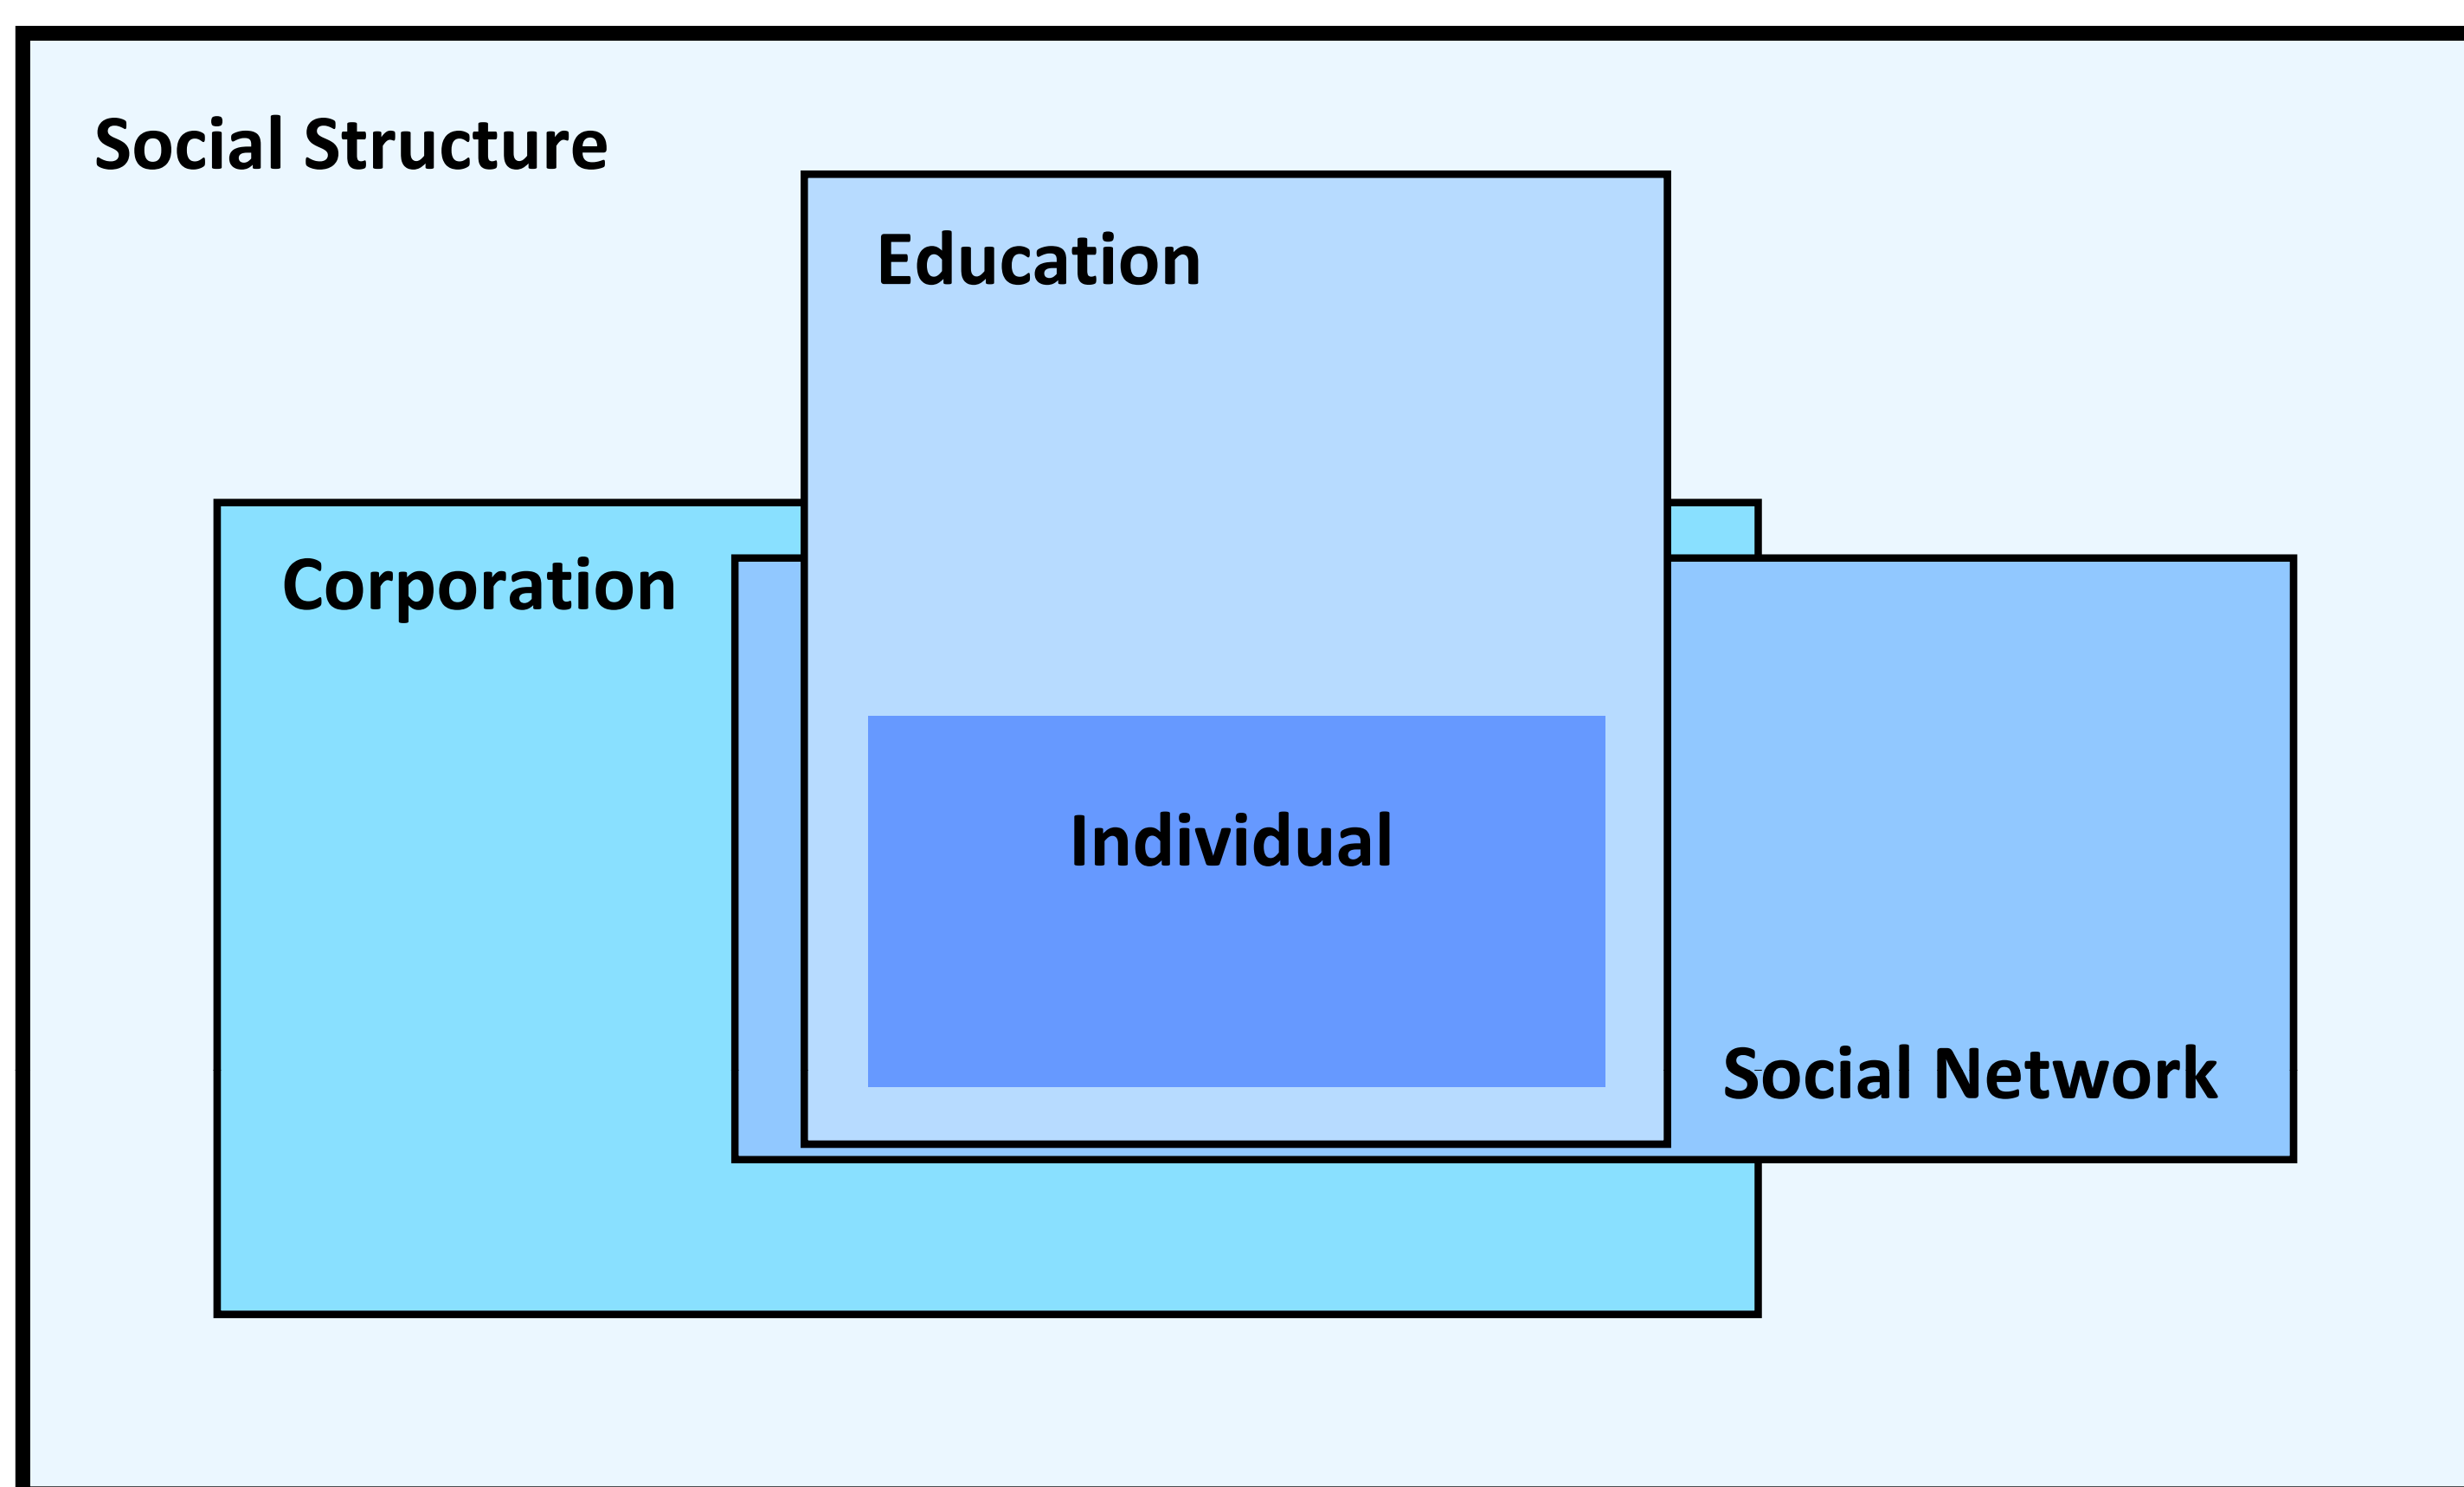 Social Structure
Education
Corporation
Individual
Social Network